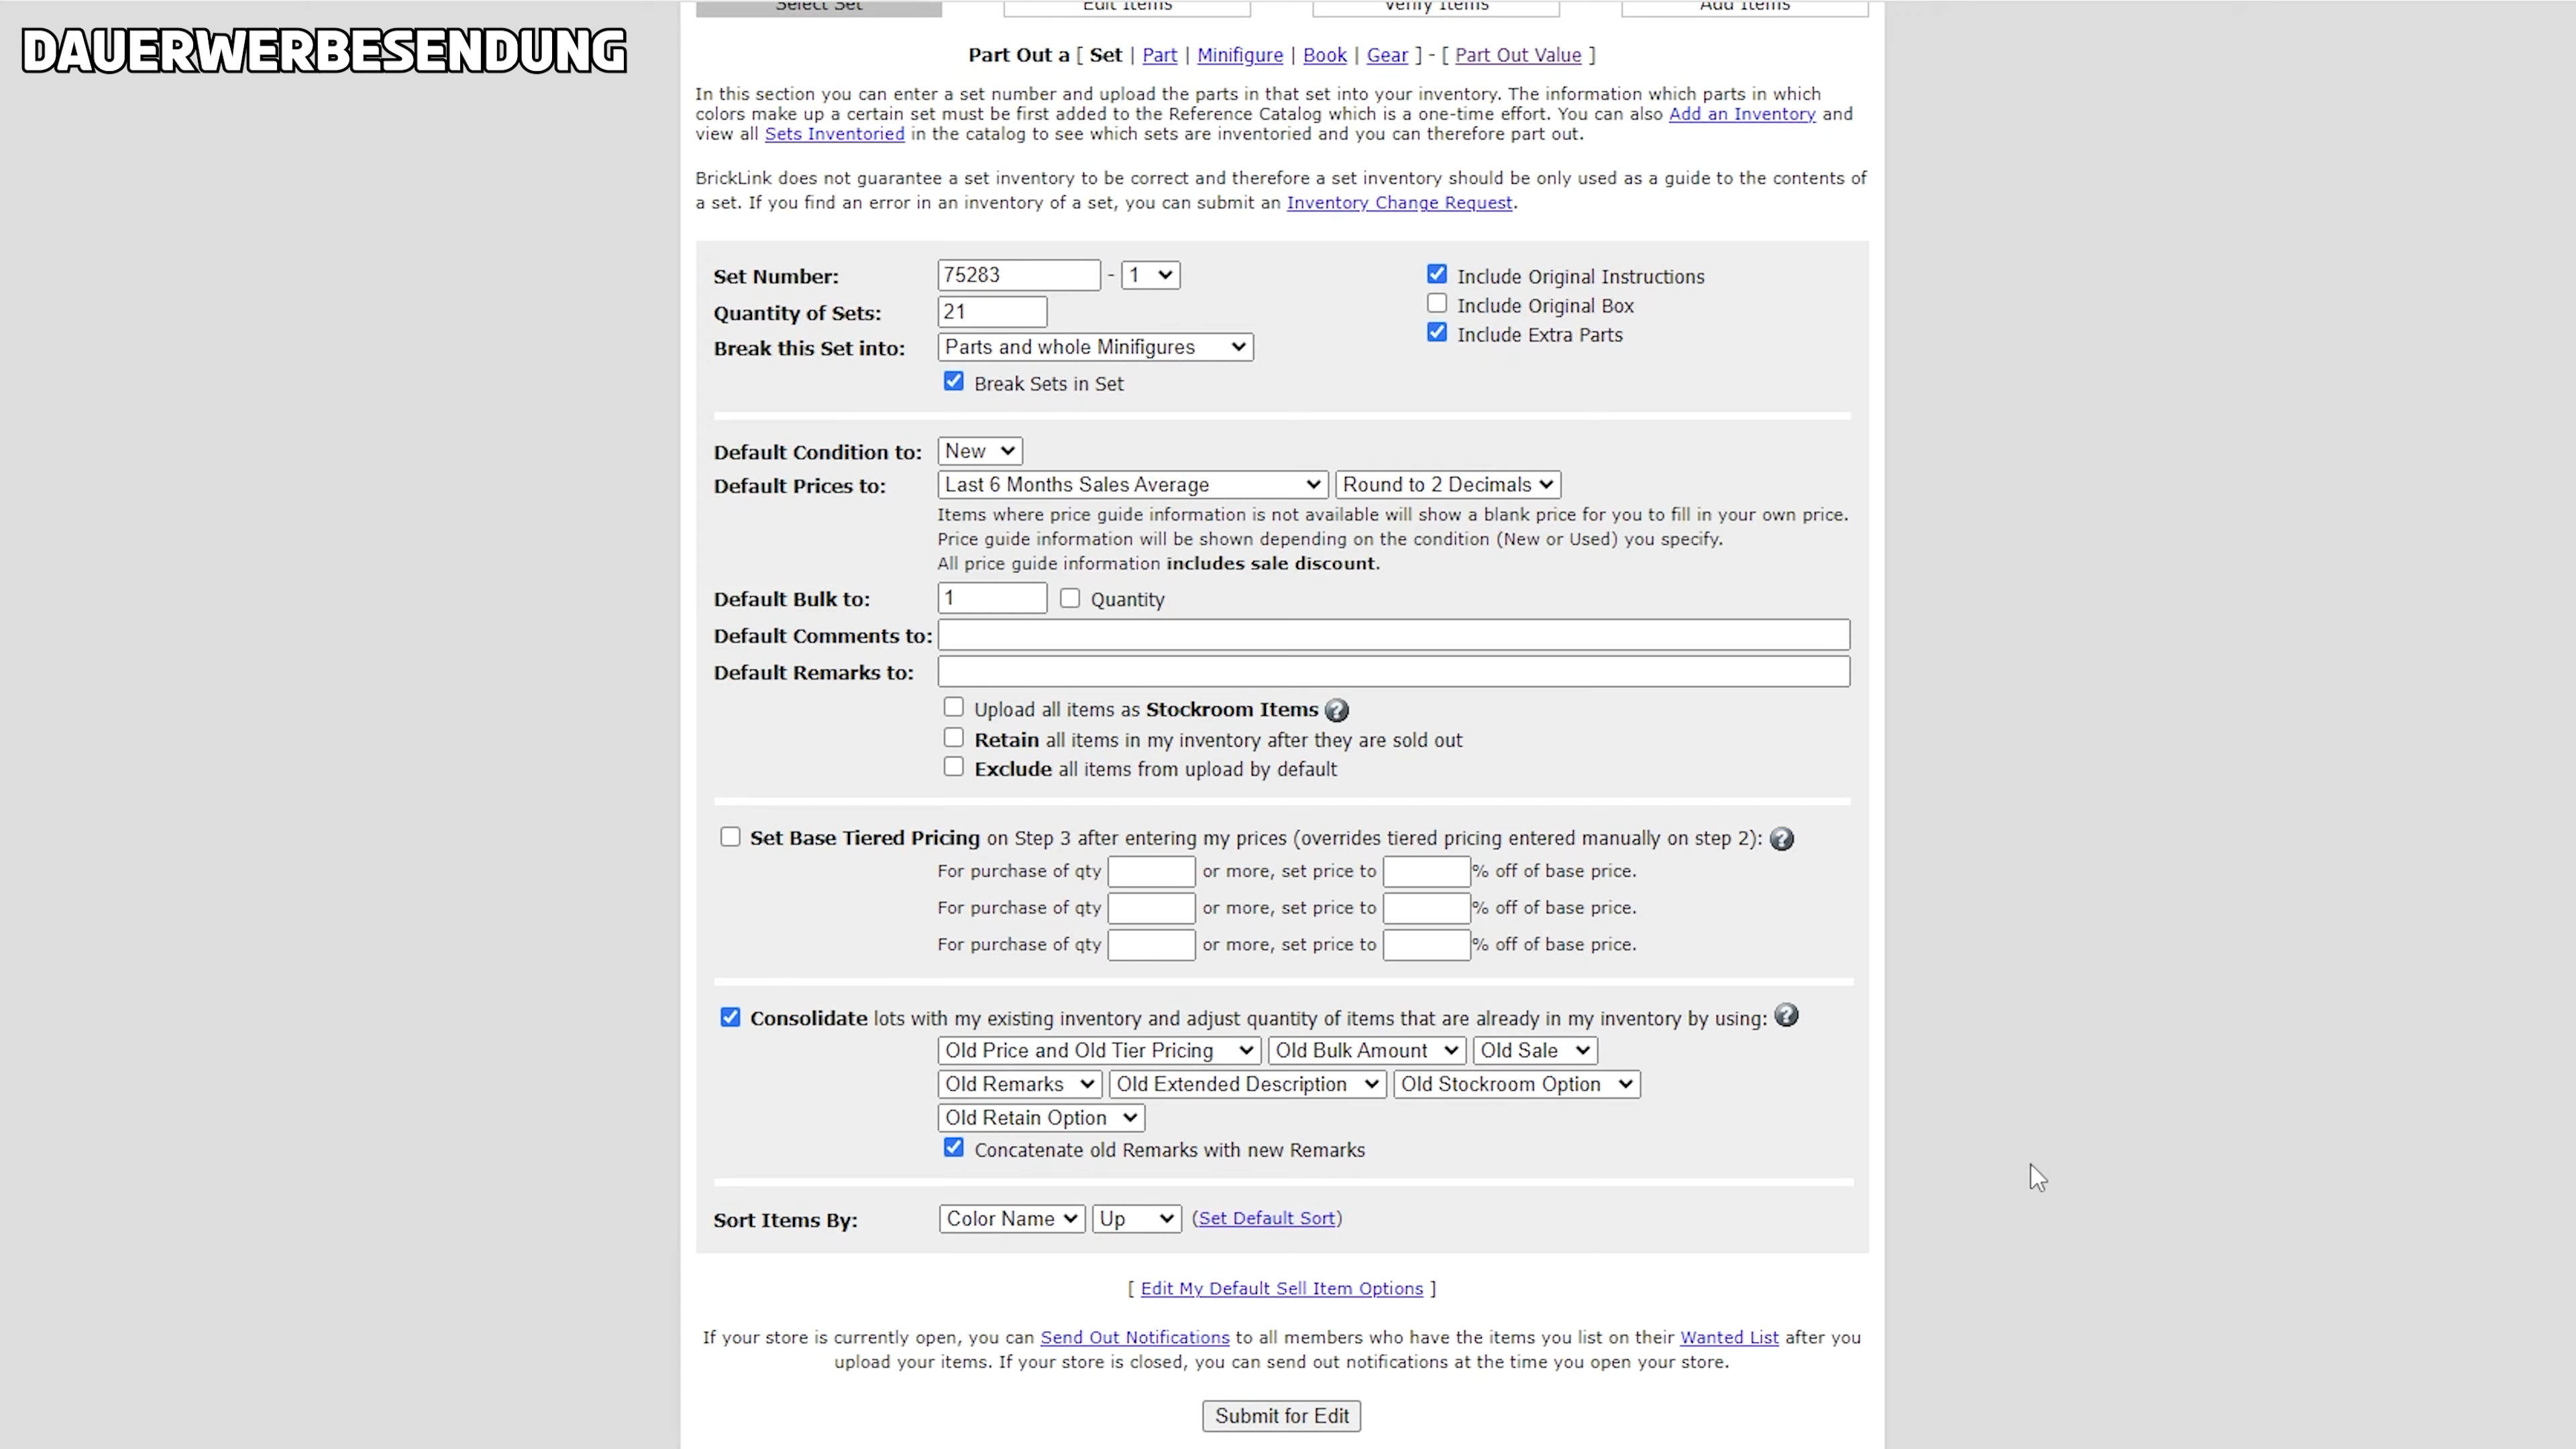 DAUERWERBESENDUNG
Select Set Edit Items Verify Items Add Items
Part Out a [ Set | Part | Minifigure | Book | Gear ] - [ Part Out Value ]
In this section you can enter a set number and upload the parts in that set into your inventory. The information which parts in which
colors make up a certain set must be first added to the Reference Catalog which is a one-time effort. You can also Add an Inventory and
view all Sets Inventoried in the catalog to see which sets are inventoried and you can therefore part out.
BrickLink does not guarantee a set inventory to be correct and therefore a set inventory should be only used as a guide to the contents of
a set. If you find an error in an inventory of a set, you can submit an Inventory Change Request.
Set Number: 75283 - 1 Include Original Instructions
Quantity of Sets: 21 Include Original Box
Break this Set into: Parts and whole Minifigures Include Extra Parts
Break Sets in Set
Default Condition to: New
Default Prices to: Last 6 Months Sales Average Round to 2 Decimals
Items where price guide information is not available will show a blank price for you to fill in your own price.
Price guide information will be shown depending on the condition (New or Used) you specify.
All price guide information includes sale discount.
Default Bulk to: 1 Quantity
Default Comments to:
Default Remarks to:
Upload all items as Stockroom Items ?
Retain all items in my inventory after they are sold out
Exclude all items from upload by default
Set Base Tiered Pricing on Step 3 after entering my prices (overrides tiered pricing entered manually on step 2): ?
For purchase of qty or more, set price to % off of base price.
For purchase of qty or more, set price to % off of base price.
For purchase of qty or more, set price to % off of base price.
Consolidate lots with my existing inventory and adjust quantity of items that are already in my inventory by using: ?
Old Price and Old Tier Pricing Old Bulk Amount Old Sale
Old Remarks Old Extended Description Old Stockroom Option
Old Retain Option
Concatenate old Remarks with new Remarks
Sort Items By: Color Name Up (Set Default Sort)
[ Edit My Default Sell Item Options ]
If your store is currently open, you can Send Out Notifications to all members who have the items you list on their Wanted List after you
upload your items. If your store is closed, you can send out notifications at the time you open your store.
Submit for Edit